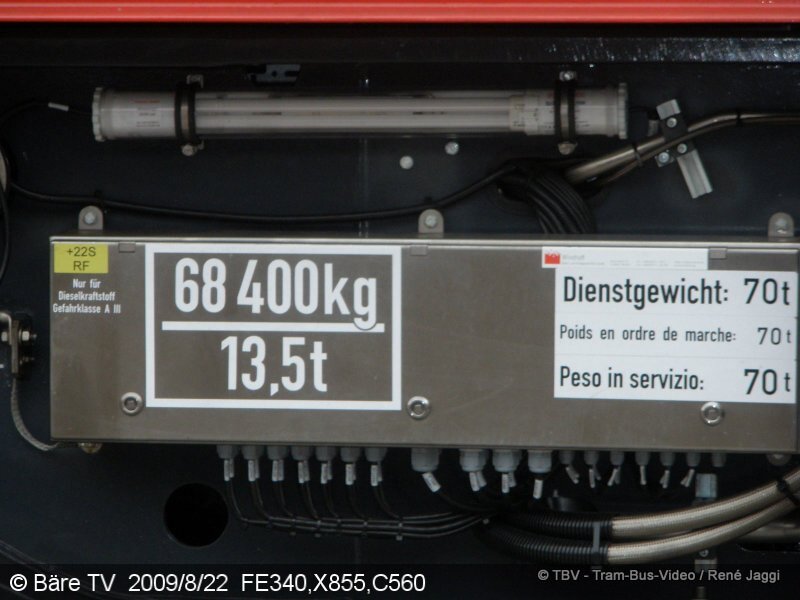 +22S
RF
Nur für
Dieselkraftstoff
Gefahrklasse A III
68 400kg
13,5t
Windhoff
Dienstgewicht: 70t
Poids en ordre de marche: 70t
Peso in servizio: 70t
© Bäre TV 2009/8/22 FE340,X855,C560
© TBV - Tram-Bus-Video / René Jaggi